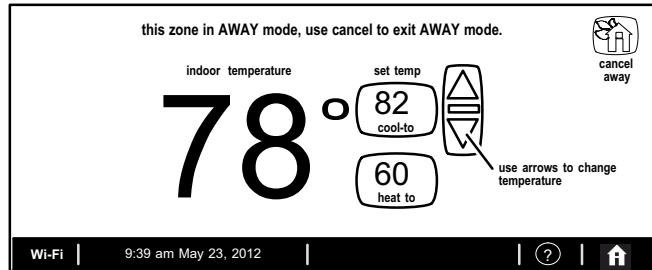 this zone in AWAY mode, use cancel to exit AWAY mode.
cancel
away
indoor temperature
set temp
78°
82
cool-to
60
heat to
use arrows to change
temperature
Wi-Fi
9:39 am May 23, 2012
?